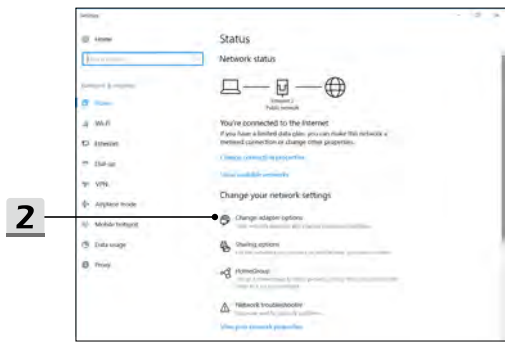 Settings
Home
Network & Internet
Status
Wi-Fi
Ethernet
Dial-up
VPN
Airplane mode
Mobile hotspot
Data usage
Proxy
Status
Network status
Public network
You're connected to the Internet
If you have a limited data plan, you can make this network a
metered connection or change other properties.
Change connection properties
Show available networks
Change your network settings
Change adapter options
Sharing options
HomeGroup
Network troubleshooter
View your network properties
2